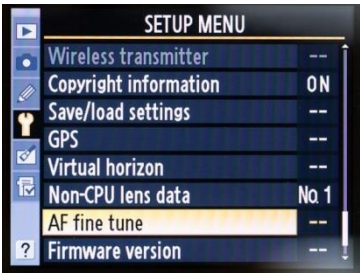 SETUP MENU
Wireless transmitter --
Copyright information ON
Save/load settings --
GPS --
Virtual horizon --
Non-CPU lens data No. 1
AF fine tune --
? Firmware version --